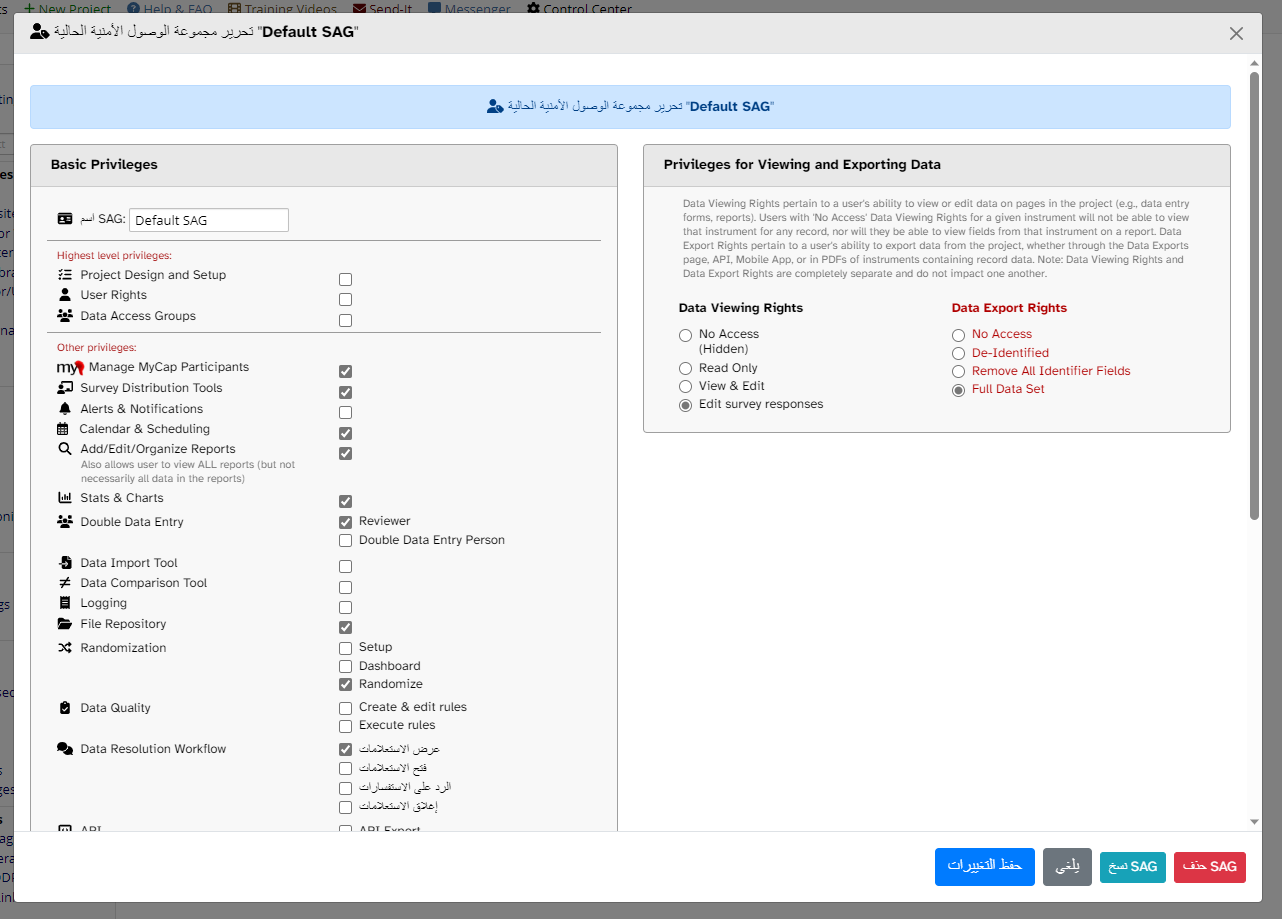 New Project Help & FAQ Training Videos Send-It Messenger Control Center
تحرير مجموعة الوصول الأمنية الحالية "Default SAG"
تحرير مجموعة الوصول الأمنية الحالية "Default SAG"
Basic Privileges
اسم SAG: Default SAG
Highest level privileges:
Project Design and Setup
User Rights
Data Access Groups
Other privileges:
my Manage MyCap Participants
Survey Distribution Tools
Alerts & Notifications
Calendar & Scheduling
Add/Edit/Organize Reports
Also allows user to view ALL reports (but not
necessarily all data in the reports)
Stats & Charts
Double Data Entry Reviewer
Double Data Entry Person
Data Import Tool
Data Comparison Tool
Logging
File Repository
Randomization Setup
Dashboard
Randomize
Data Quality Create & edit rules
Execute rules
Data Resolution Workflow عرض الاستعلامات
فتح الاستعلامات
الرد على الاستفسارات
إغلاق الاستعلامات
API API Export
Privileges for Viewing and Exporting Data
Data Viewing Rights pertain to a user's ability to view or edit data on pages in the project (e.g., data entry
forms, reports). Users with 'No Access' Data Viewing Rights for a given instrument will not be able to view
that instrument for any record, nor will they be able to view fields from that instrument on a report. Data
Export Rights pertain to a user's ability to export data from the project, whether through the Data Exports
page, API, Mobile App, or in PDFs of instruments containing record data. Note: Data Viewing Rights and
Data Export Rights are completely separate and do not impact one another.
Data Viewing Rights
No Access
(Hidden)
Read Only
View & Edit
Edit survey responses
Data Export Rights
No Access
De-Identified
Remove All Identifier Fields
Full Data Set
حفظ التغييرات
يلغي
نسخ SAG
حذف SAG